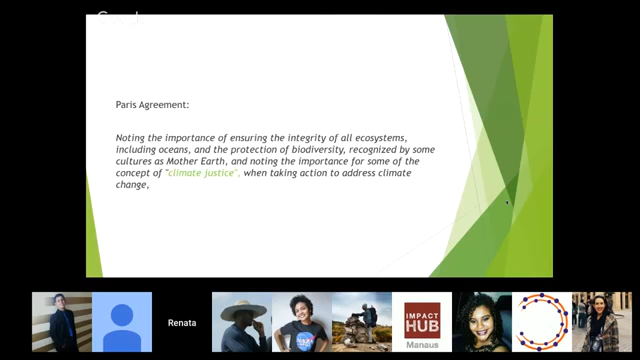 Paris Agreement:
Noting the importance of ensuring the integrity of all ecosystems,
including oceans, and the protection of biodiversity, recognized by some
cultures as Mother Earth, and noting the importance for some of the
concept of "climate justice", when taking action to address climate
change,
Renata
IMPACT
HUB
Manaus